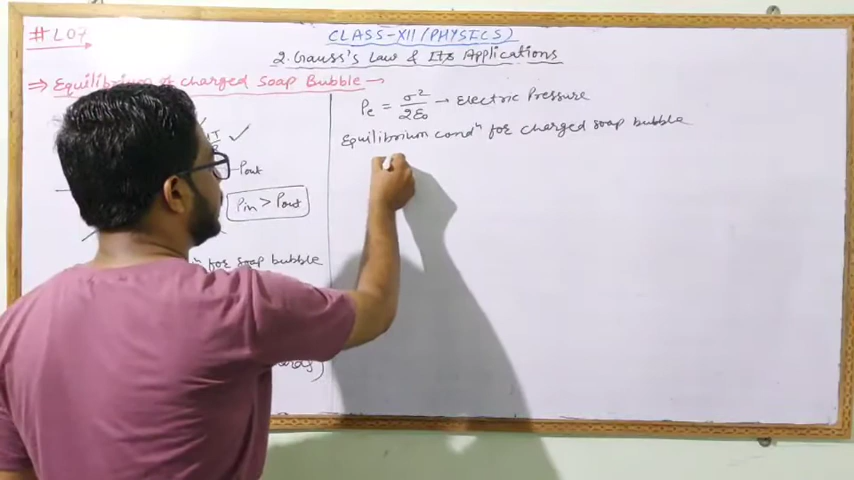 #L07
CLASS-XII (PHYSICS)
2. Gauss's Law & Its Applications
⇒ Equilibrium of charged Soap Bubble →
Pout
Pin > Pout
for soap bubble
Pe = σ²/2ε₀ → Electric Pressure
Equilibrium condⁿ for charged soap bubble